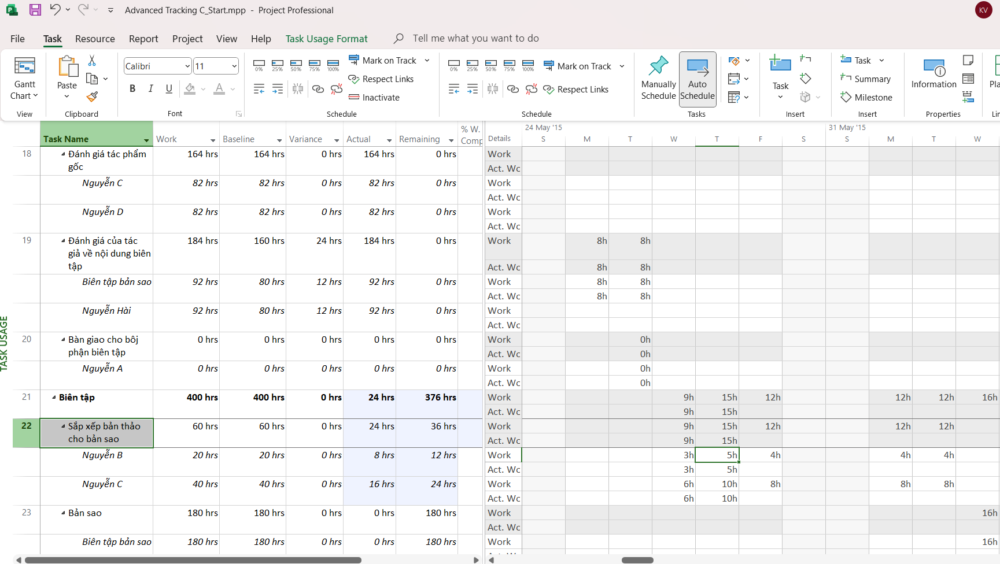 Advanced Tracking C_Start.mpp - Project Professional
KV
File Task Resource Report Project View Help Task Usage Format Tell me what you want to do
Gantt Chart
View
Paste
Clipboard
Calibri 11
B I U A
Font
0% 25% 50% 75% 100%
Mark on Track
Respect Links
Inactivate
Schedule
0% 25% 50% 75% 100%
Mark on Track
Respect Links
Schedule
Manually Schedule
Auto Schedule
Tasks
Task
Insert
Task
Summary
Milestone
Insert
Information
Properties
TASK USAGE
Task Name Work Baseline Variance Actual Remaining % W. Comp
Details
24 May '15 31 May '15
S M T W T F S S M T W
18 Đánh giá tác phẩm gốc 164 hrs 164 hrs 0 hrs 164 hrs 0 hrs Work
Act. Wc
Nguyễn C 82 hrs 82 hrs 0 hrs 82 hrs 0 hrs Work
Act. Wc
Nguyễn D 82 hrs 82 hrs 0 hrs 82 hrs 0 hrs Work
Act. Wc
19 Đánh giá của tác giả về nội dung biên tập 184 hrs 160 hrs 24 hrs 184 hrs 0 hrs Work 8h 8h
Act. Wc 8h 8h
Biên tập bản sao 92 hrs 80 hrs 12 hrs 92 hrs 0 hrs Work 8h 8h
Act. Wc 8h 8h
Nguyễn Hài 92 hrs 80 hrs 12 hrs 92 hrs 0 hrs Work
Act. Wc
20 Bàn giao cho bôj phận biên tập 0 hrs 0 hrs 0 hrs 0 hrs 0 hrs Work 0h
Act. Wc 0h
Nguyễn A 0 hrs 0 hrs 0 hrs 0 hrs 0 hrs Work 0h
Act. Wc 0h
21 Biên tập 400 hrs 400 hrs 0 hrs 24 hrs 376 hrs Work 9h 15h 12h 12h 12h 16h
Act. Wc 9h 15h
22 Sắp xếp bản thảo cho bản sao 60 hrs 60 hrs 0 hrs 24 hrs 36 hrs Work 9h 15h 12h 12h 12h
Act. Wc 9h 15h
Nguyễn B 20 hrs 20 hrs 0 hrs 8 hrs 12 hrs Work 3h 5h 4h 4h 4h
Act. Wc 3h 5h
Nguyễn C 40 hrs 40 hrs 0 hrs 16 hrs 24 hrs Work 6h 10h 8h 8h 8h
Act. Wc 6h 10h
23 Bản sao 180 hrs 180 hrs 0 hrs 0 hrs 180 hrs Work 16h
Act. Wc
Biên tập bản sao 180 hrs 180 hrs 0 hrs 0 hrs 180 hrs Work 16h